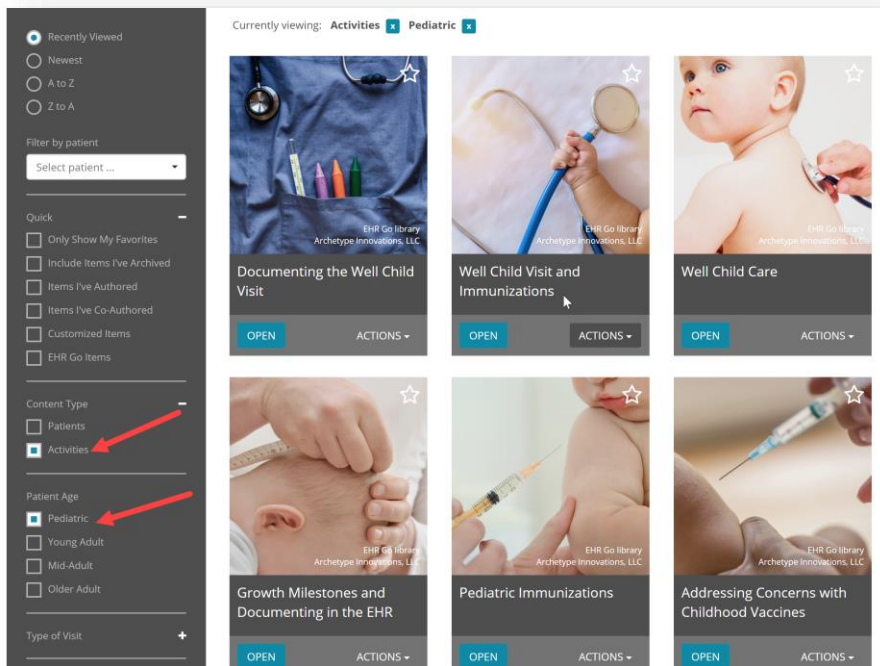 Currently viewing: Activities x Pediatric x
Recently Viewed
Newest
A to Z
Z to A
Filter by patient
Select patient ...
Quick
Only Show My Favorites
Include Items I've Archived
Items I've Authored
Items I've Co-Authored
Customized Items
EHR Go Items
Content Type
Patients
Activities
Patient Age
Pediatric
Young Adult
Mid-Adult
Older Adult
Type of Visit
EHR Go library
Archetype Innovations, LLC
Documenting the Well Child
Visit
OPEN ACTIONS
EHR Go library
Archetype Innovations, LLC
Well Child Visit and
Immunizations
OPEN ACTIONS
EHR Go library
Archetype Innovations, LLC
Well Child Care
OPEN ACTIONS
EHR Go library
Archetype Innovations, LLC
Growth Milestones and
Documenting in the EHR
OPEN ACTIONS
EHR Go library
Archetype Innovations, LLC
Pediatric Immunizations
OPEN ACTIONS
EHR Go library
Archetype Innovations, LLC
Addressing Concerns with
Childhood Vaccines
OPEN ACTIONS